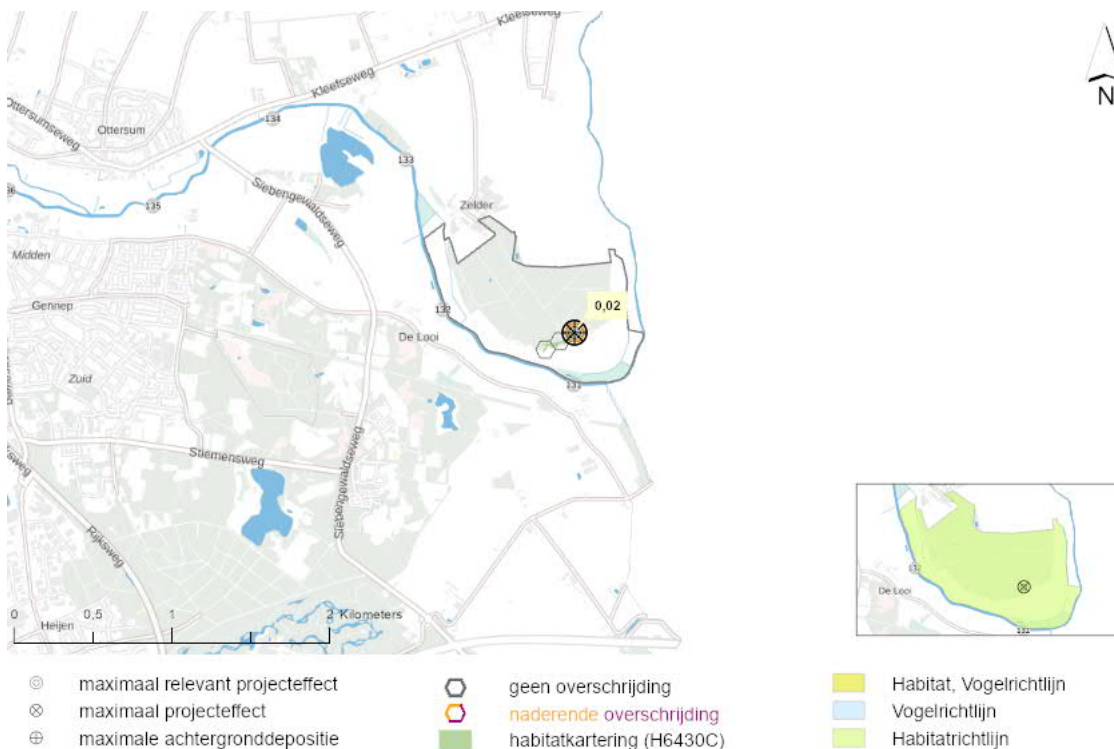 Kleefseweg
N
Ottersumseweg
Ottersum
134
Kleefseweg
133
Siebengewaldseweg
135
Zelder
Midden
0,02
Gennep
132
De Looi
Zuid
131
Stiemensweg
Siebengewaldseweg
Rijksweg
De Looi
132
131
0 0,5 1 2 Kilometers
Heijen
maximaal relevant projecteffect
maximaal projecteffect
maximale achtergronddepositie
geen overschrijding
naderende overschrijding
habitatkartering (H6430C)
Habitat, Vogelrichtlijn
Vogelrichtlijn
Habitatrichtlijn